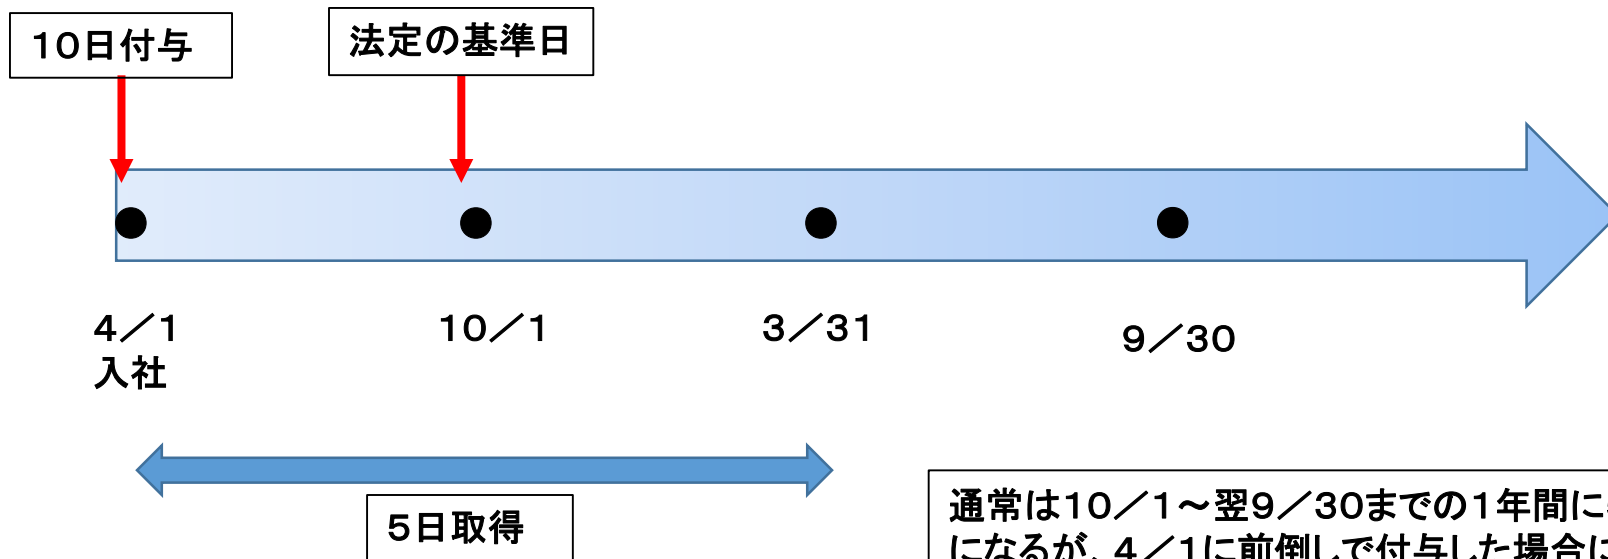 10日付与
法定の基準日
4／1
入社
10／1
3／31
9／30
5日取得
通常は10／1～翌9／30までの1年間に
になるが、4／1に前倒しで付与した場合に